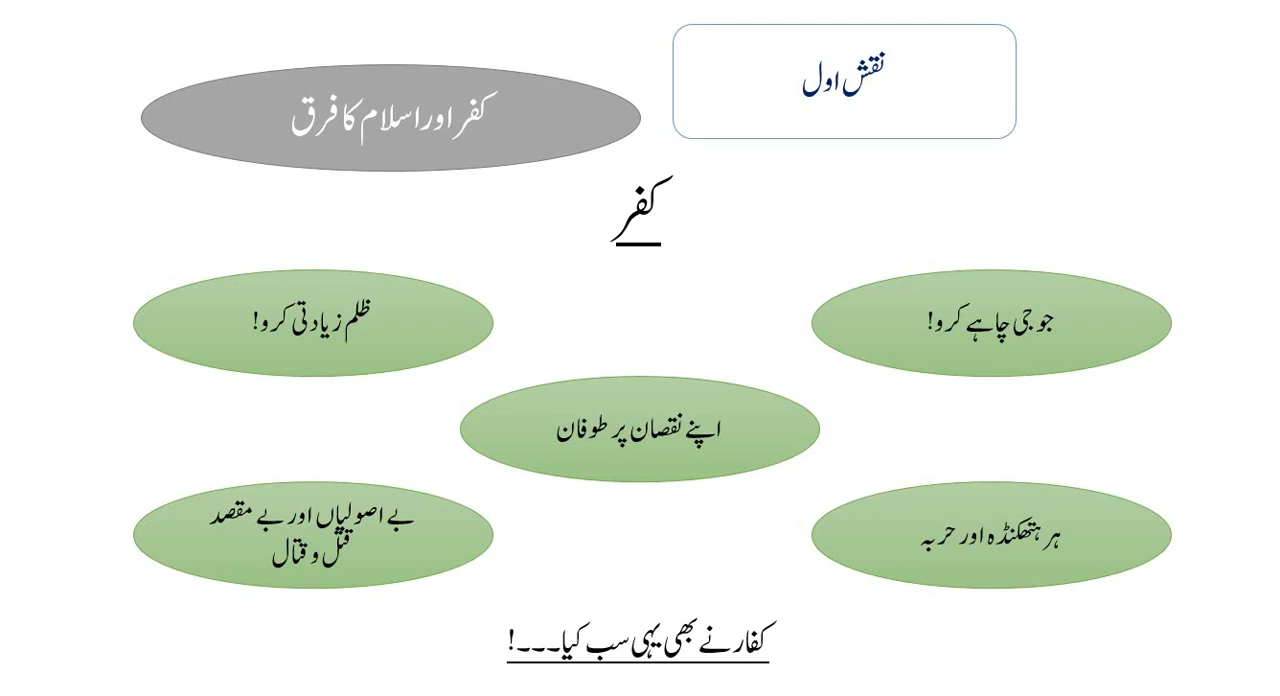 نقش اول
کفر اور اسلام کا فرق
کفر
جو جی چاہے کرو!
ظلم زیادتی کرو!
اپنے نقصان پر طوفان
ہر ہتھکنڈہ اور حربہ
بے اصولیاں اور بے مقصد
قتل و قتال
کفار نے بھی یہی سب کیا۔۔۔!